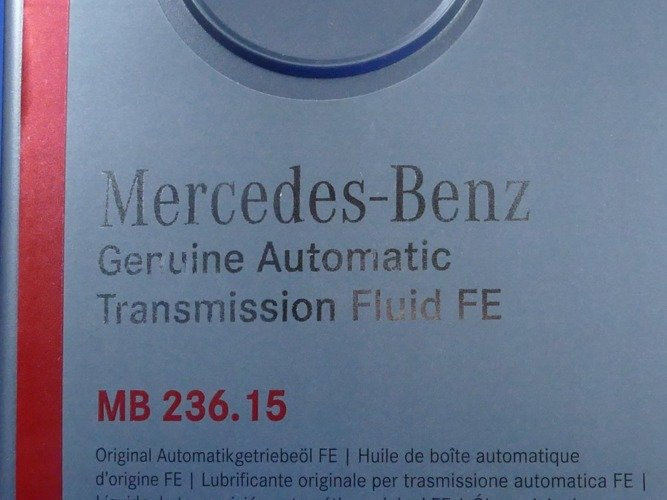 Mercedes-Benz
Genuine Automatic
Transmission Fluid FE
MB 236.15
Original Automatikgetriebeöl FE | Huile de boîte automatique
d'origine FE | Lubrificante originale per trasmissione automatica FE |